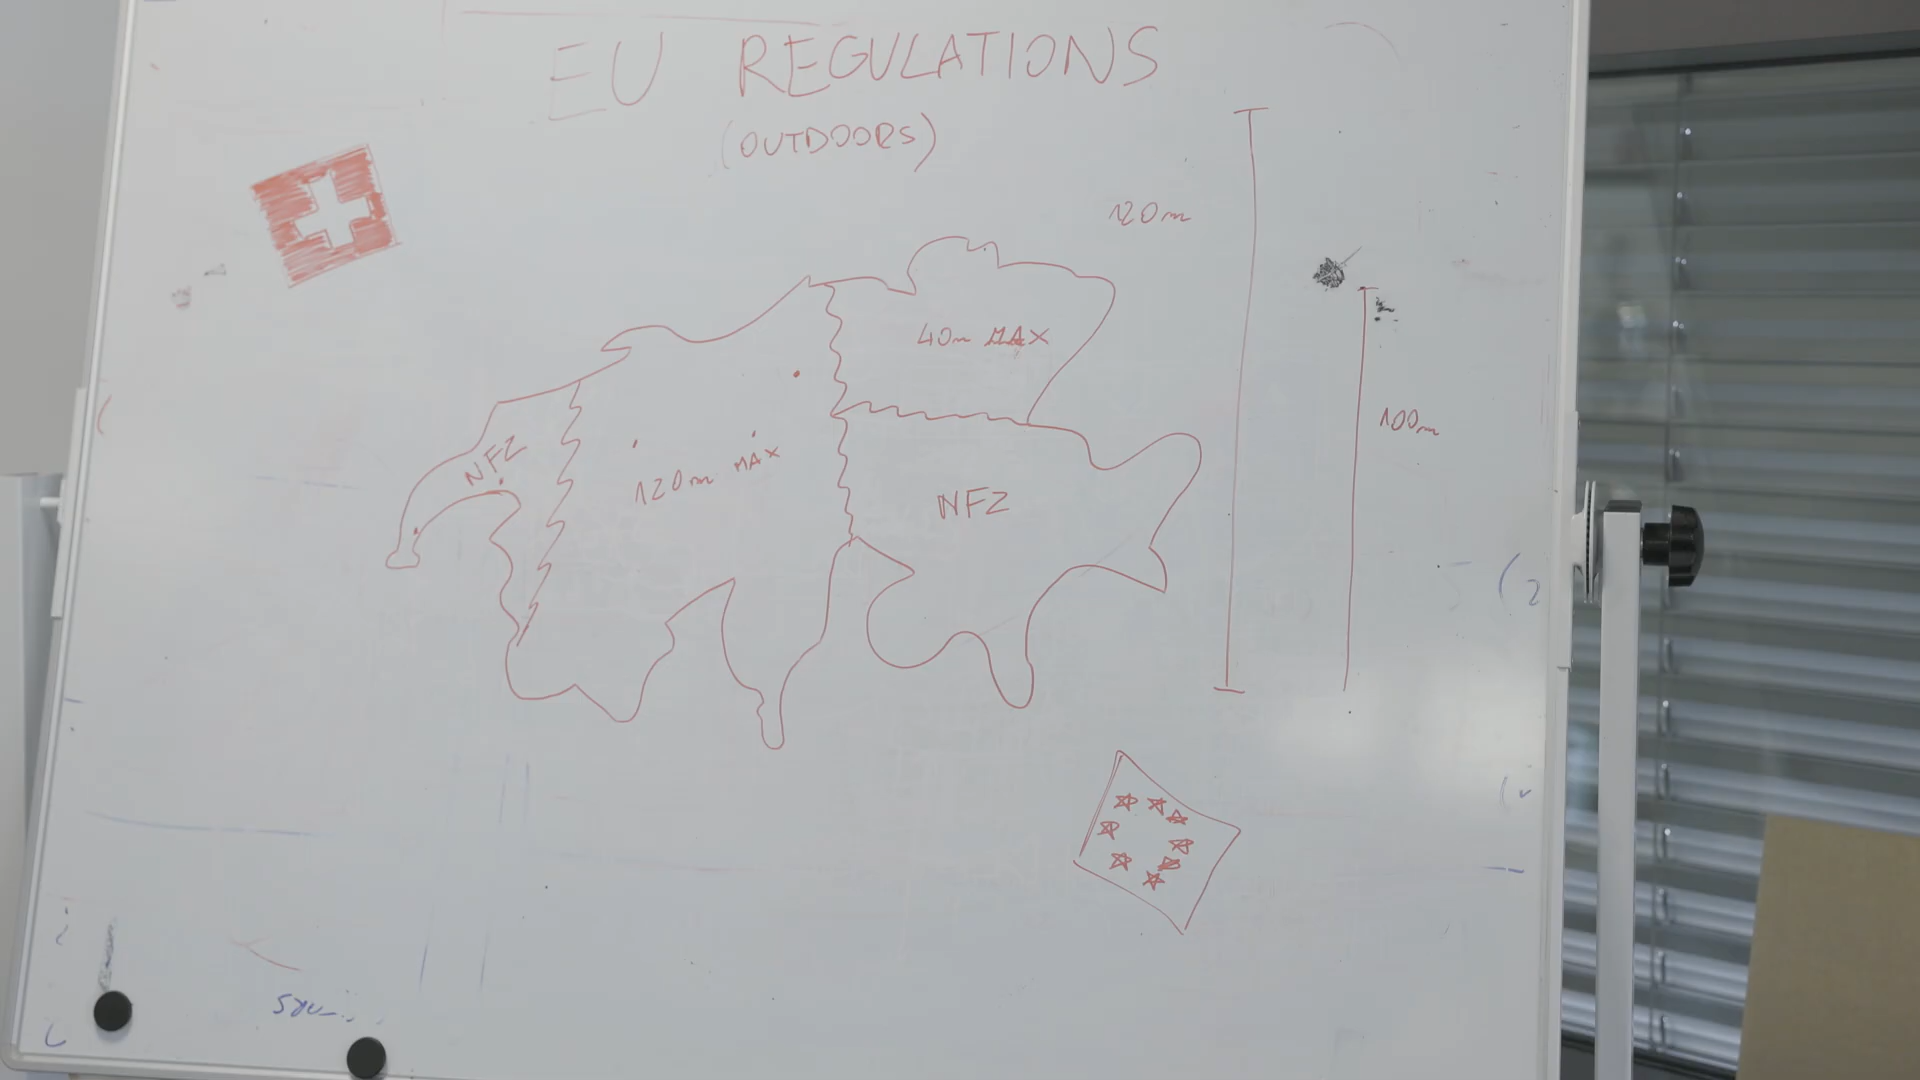 EU REGULATIONS
(OUTDOORS)
120m
40m MAX
100m
NFZ
120m MAX
NFZ